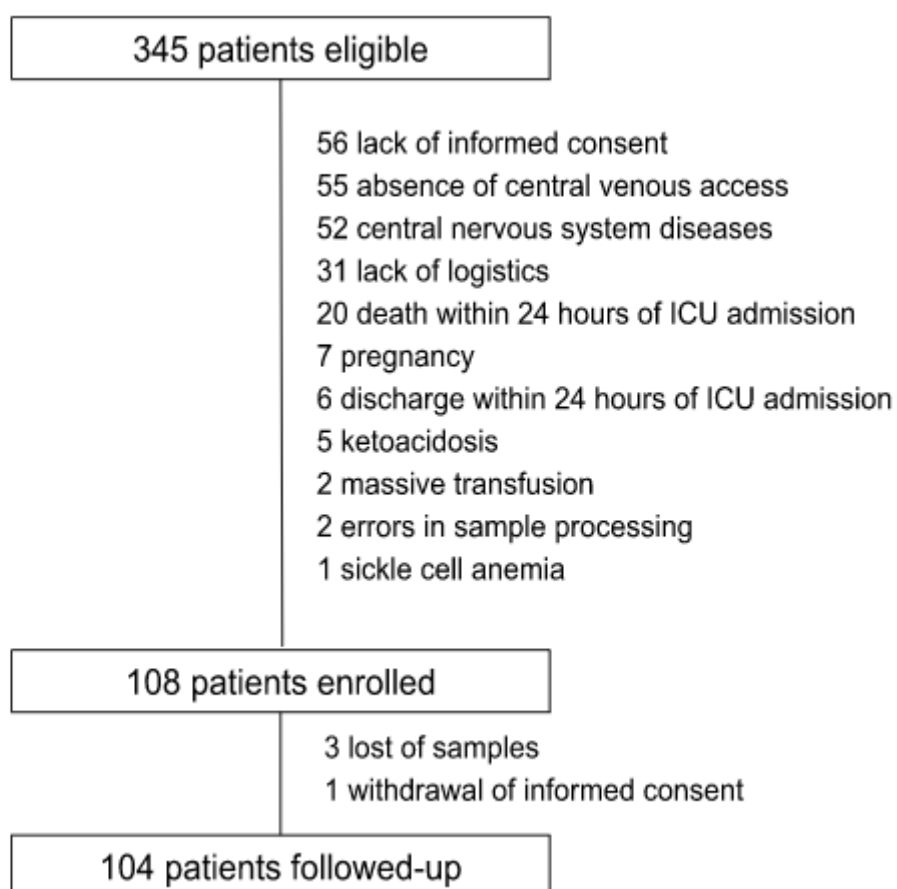 345 patients eligible
56 lack of informed consent
55 absence of central venous access
52 central nervous system diseases
31 lack of logistics
20 death within 24 hours of ICU admission
7 pregnancy
6 discharge within 24 hours of ICU admission
5 ketoacidosis
2 massive transfusion
2 errors in sample processing
1 sickle cell anemia
108 patients enrolled
3 lost of samples
1 withdrawal of informed consent
104 patients followed-up